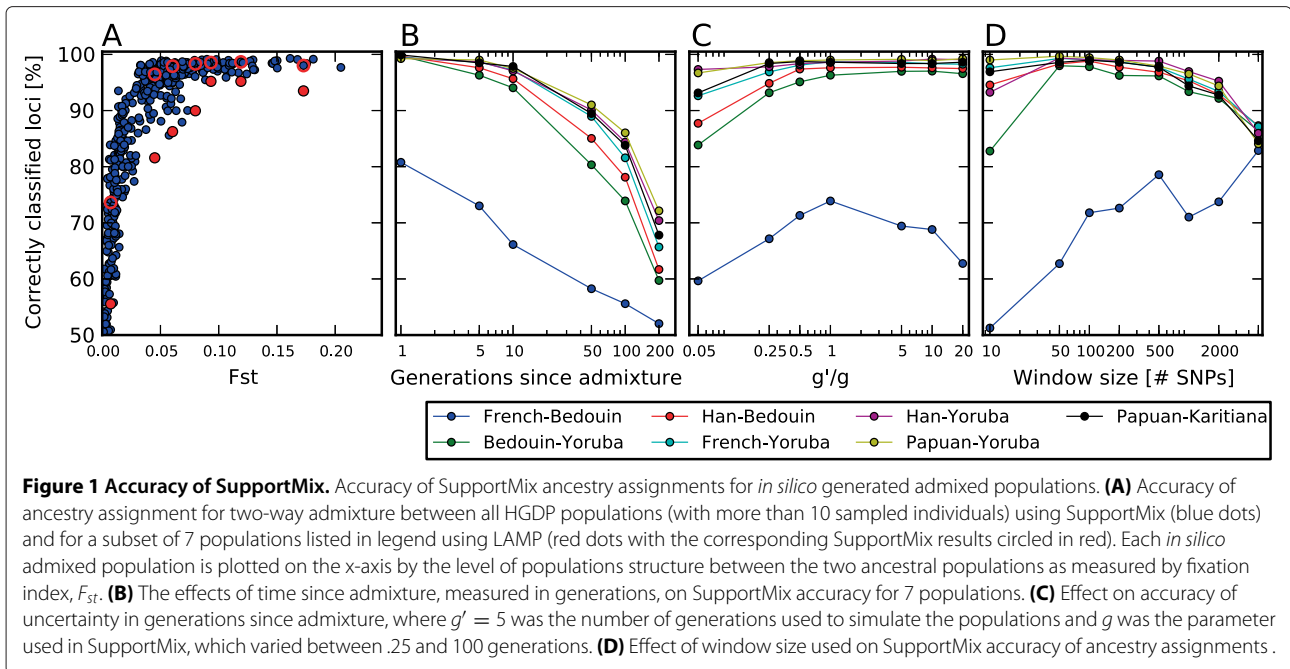 A
B
C
D
Correctly classified loci [%]
100
90
80
70
60
50
0.00 0.05 0.10 0.15 0.20
Fst
1 5 10 50 100 200
Generations since admixture
0.05 0.25 0.5 1 5 10 20
g'/g
10 50 100 200 500 2000
Window size [# SNPs]
French-Bedouin Han-Bedouin Han-Yoruba Papuan-Karitiana
Bedouin-Yoruba French-Yoruba Papuan-Yoruba
Figure 1 Accuracy of SupportMix. Accuracy of SupportMix ancestry assignments for in silico generated admixed populations. (A) Accuracy of
ancestry assignment for two-way admixture between all HGDP populations (with more than 10 sampled individuals) using SupportMix (blue dots)
and for a subset of 7 populations listed in legend using LAMP (red dots with the corresponding SupportMix results circled in red). Each in silico
admixed population is plotted on the x-axis by the level of populations structure between the two ancestral populations as measured by fixation
index, Fst. (B) The effects of time since admixture, measured in generations, on SupportMix accuracy for 7 populations. (C) Effect on accuracy of
uncertainty in generations since admixture, where g′ = 5 was the number of generations used to simulate the populations and g was the parameter
used in SupportMix, which varied between .25 and 100 generations. (D) Effect of window size used on SupportMix accuracy of ancestry assignments .